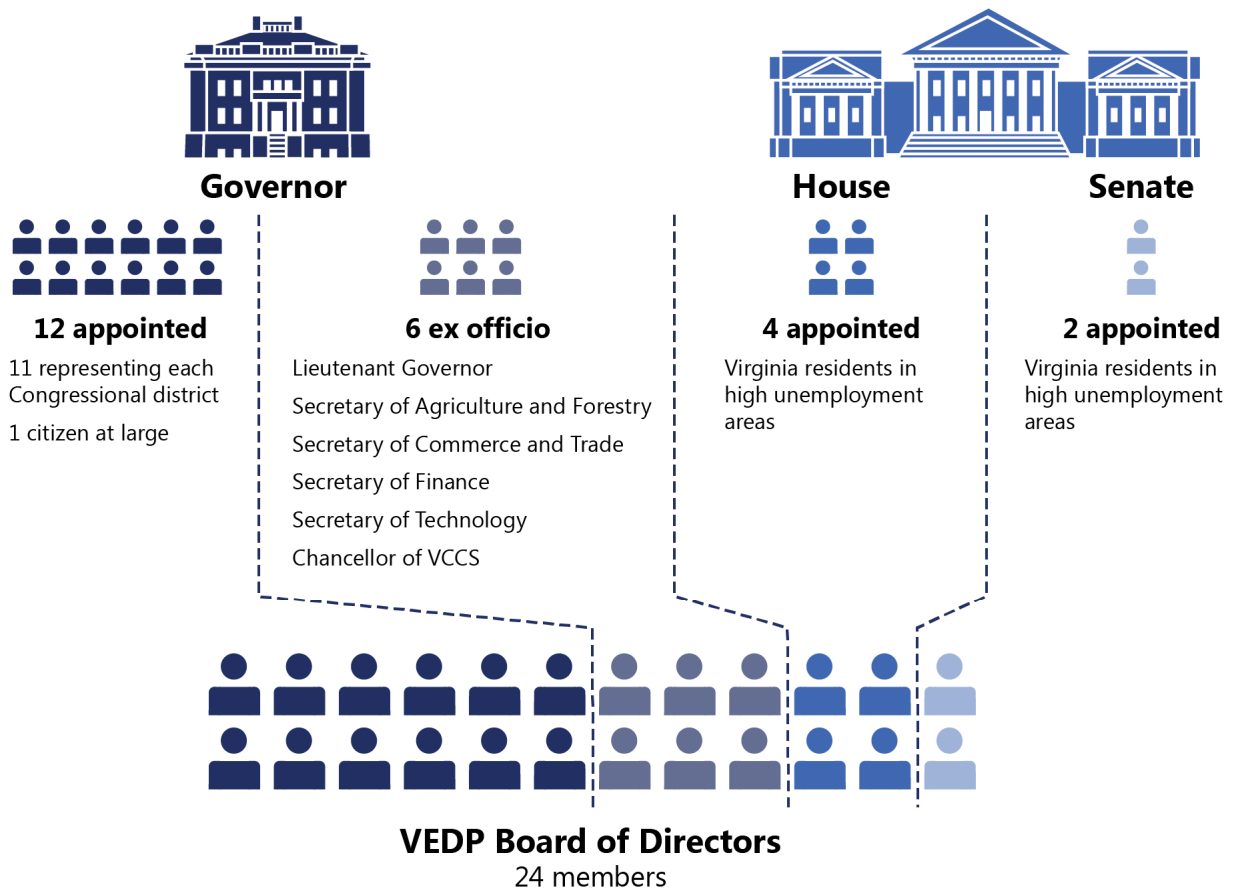 Governor
House
Senate
12 appointed
11 representing each
Congressional district
1 citizen at large
6 ex officio
Lieutenant Governor
Secretary of Agriculture and Forestry
Secretary of Commerce and Trade
Secretary of Finance
Secretary of Technology
Chancellor of VCCS
4 appointed
Virginia residents in
high unemployment
areas
2 appointed
Virginia residents in
high unemployment
areas
VEDP Board of Directors
24 members